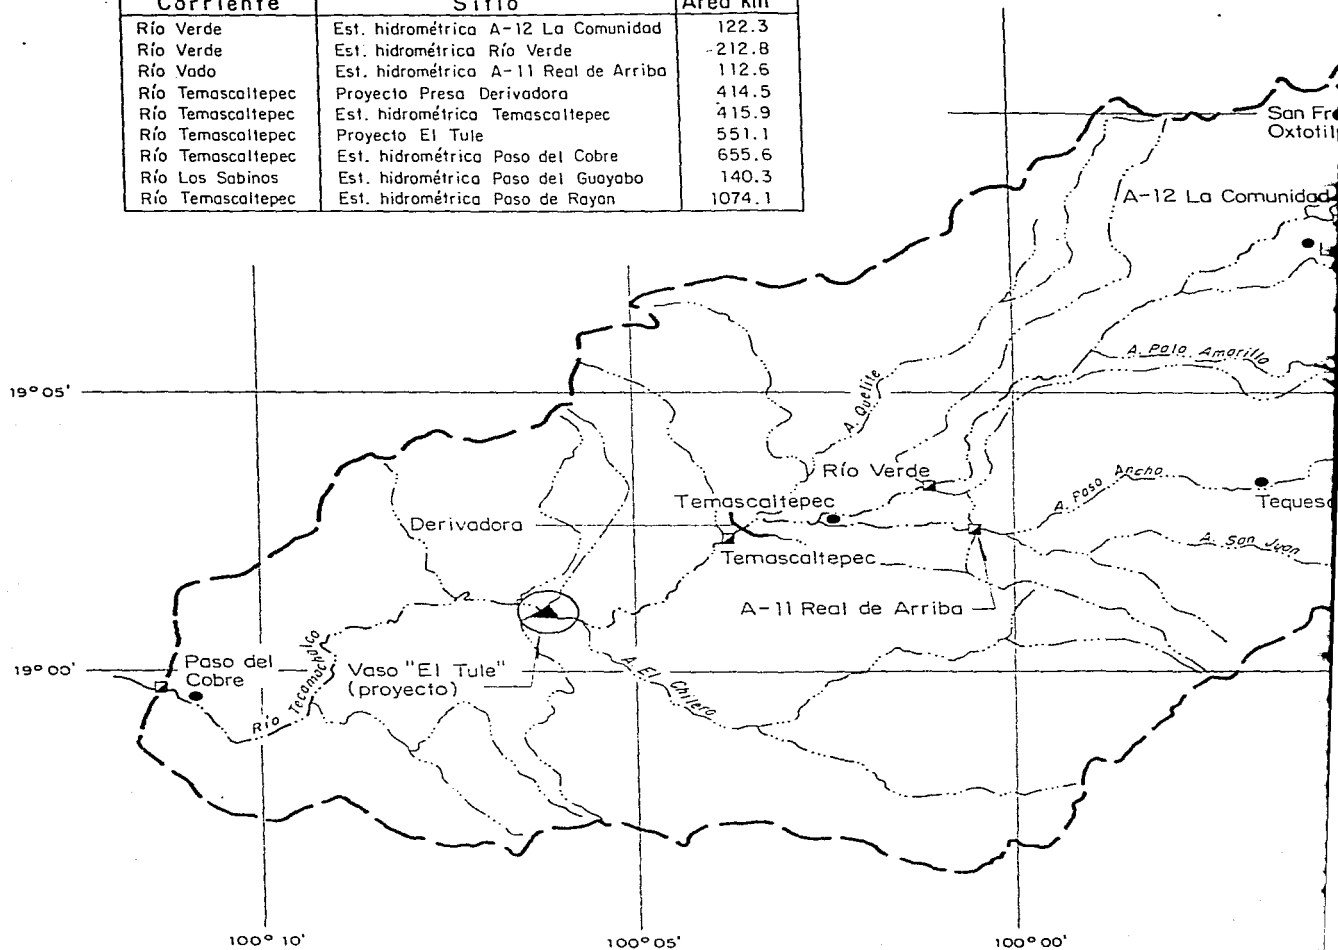 Corriente Sitio Area km
Río Verde Est. hidrométrica A-12 La Comunidad 122.3
Río Verde Est. hidrométrica Río Verde 212.8
Río Vado Est. hidrométrica A-11 Real de Arriba 112.6
Río Temascaltepec Proyecto Presa Derivadora 414.5
Río Temascaltepec Est. hidrométrica Temascaltepec 415.9
Río Temascaltepec Proyecto El Tule 551.1
Río Temascaltepec Est. hidrométrica Paso del Cobre 655.6
Río Los Sabinos Est. hidrométrica Paso del Guayabo 140.3
Río Temascaltepec Est. hidrométrica Paso de Rayon 1074.1
San Fr
Oxtotil
A-12 La Comunidad
L
A. Palo Amarillo
19° 05'
A. Quelite
Río Verde
A. Paso Ancho
Temascaltepec
Tequesq
Derivadora
A. San Juan
Temascaltepec
A-11 Real de Arriba
19° 00'
Paso del
Cobre
Río Tecamachalco
Vaso "El Tule"
(proyecto)
A. El Chilero
100° 10'
100° 05'
100° 00'